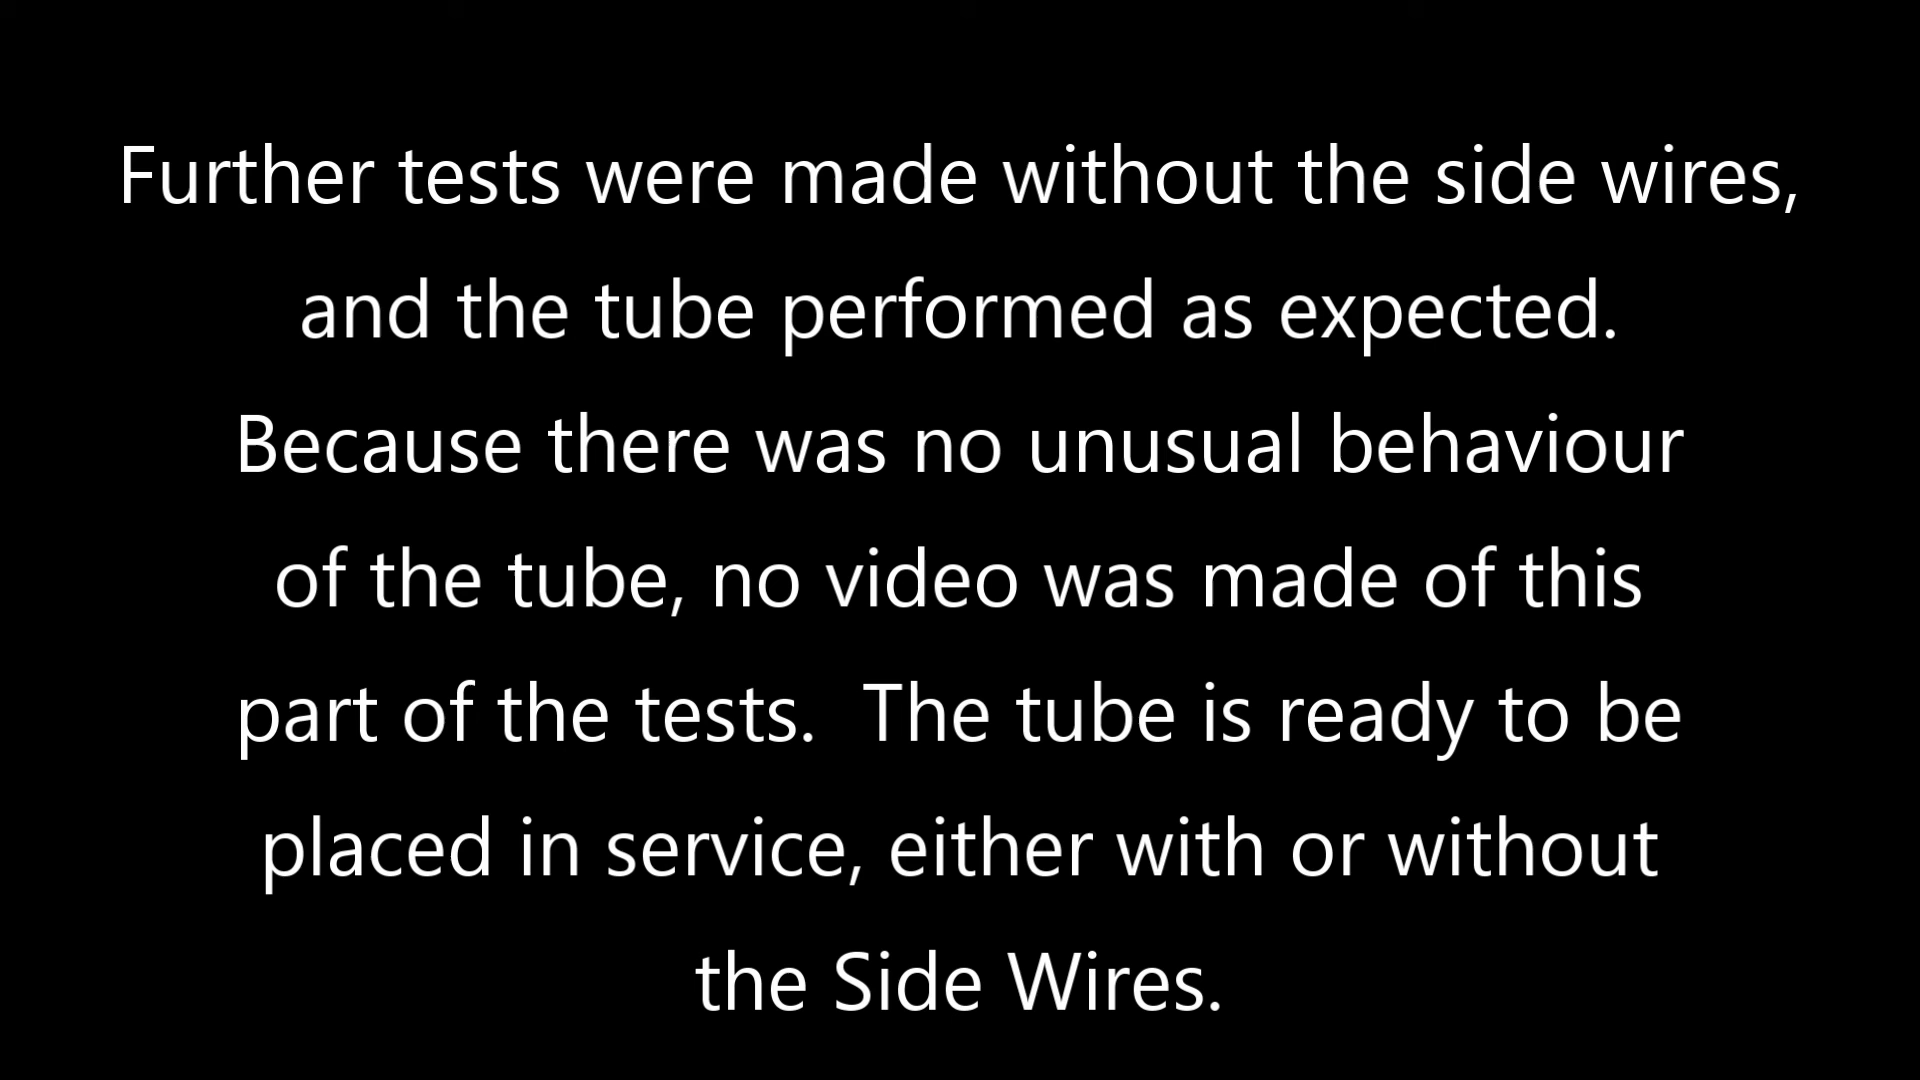 Further tests were made without the side wires,
and the tube performed as expected.
Because there was no unusual behaviour
of the tube, no video was made of this
part of the tests.  The tube is ready to be
placed in service, either with or without
the Side Wires.